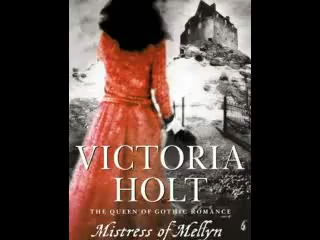 VICTORIA
HOLT
THE QUEEN OF GOTHIC ROMANCE
Mistress of Mellyn